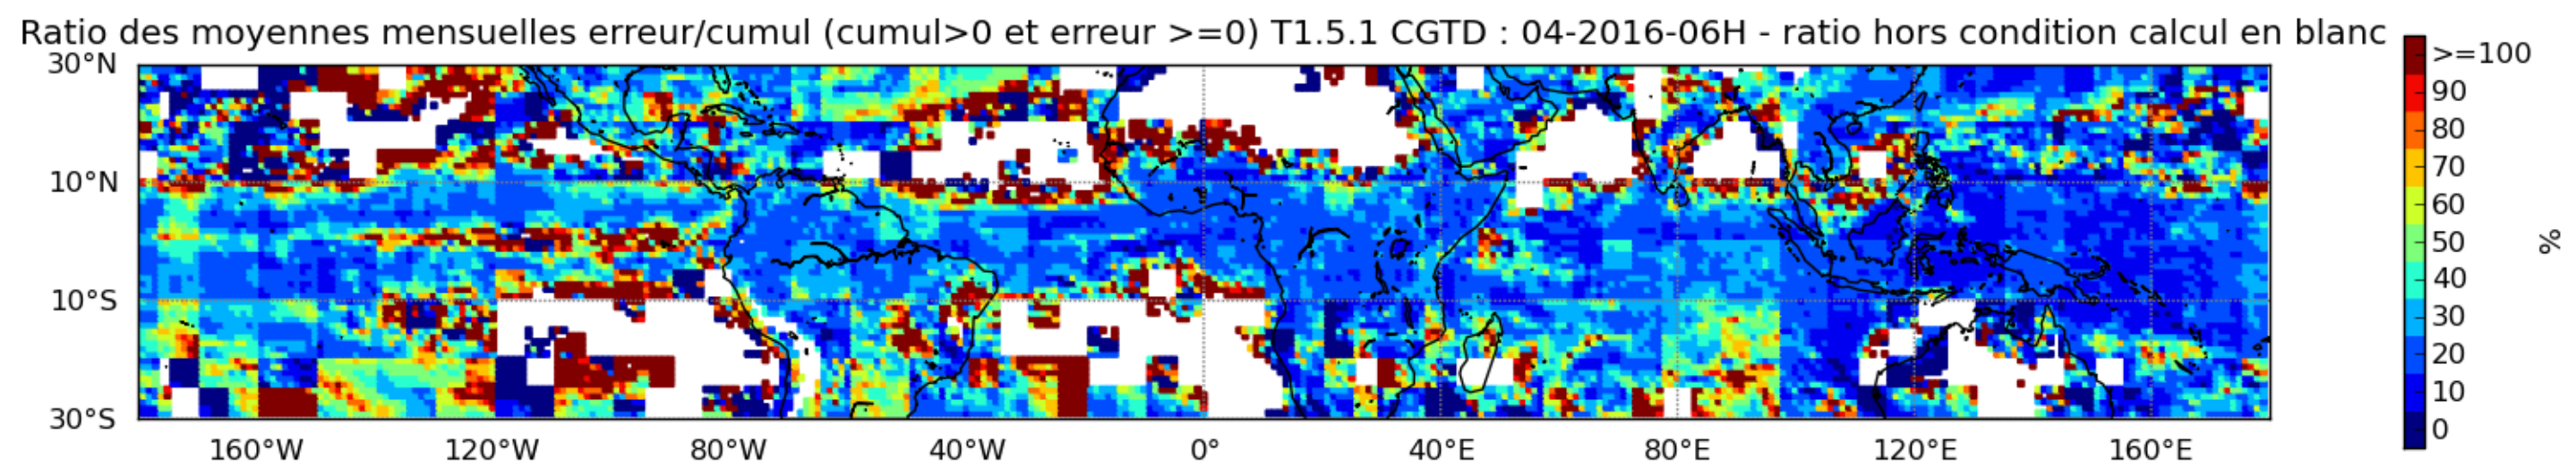 Ratio des moyennes mensuelles erreur/cumul (cumul>0 et erreur >=0) T1.5.1 CGTD : 04-2016-06H - ratio hors condition calcul en blanc
30°N
10°N
10°S
30°S
160°W 120°W 80°W 40°W 0° 40°E 80°E 120°E 160°E
>=100
90
80
70
60
50
40
30
20
10
0
%